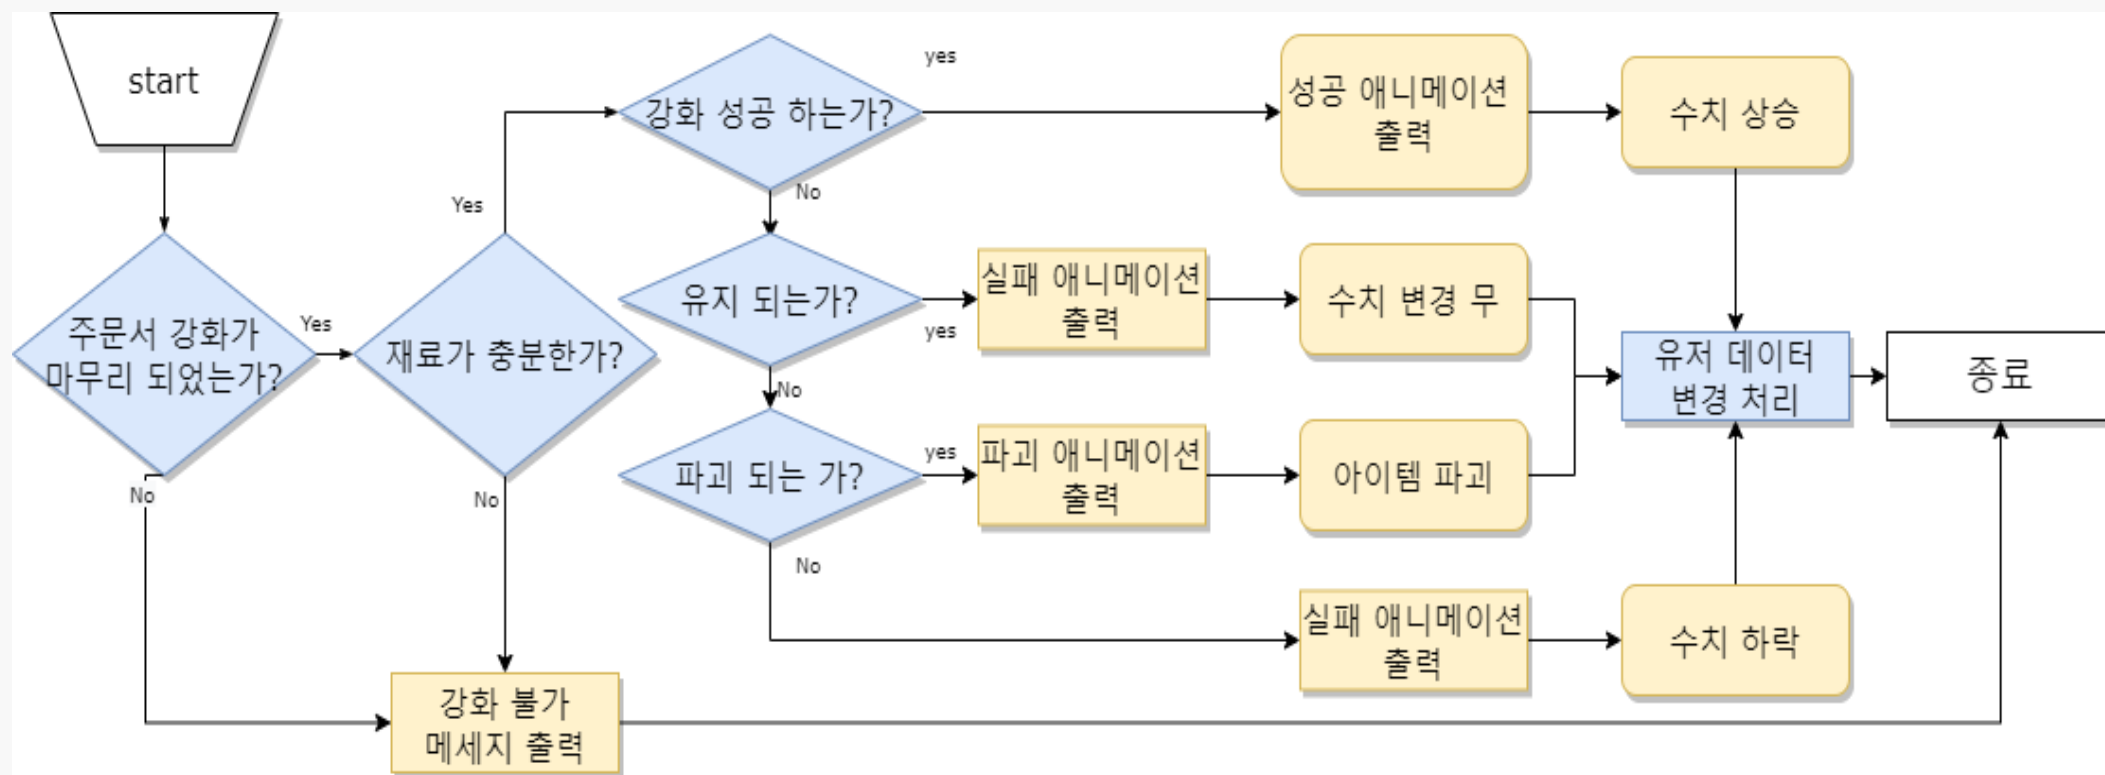 start
주문서 강화가
마무리 되었는가?
Yes
No
재료가 충분한가?
Yes
No
강화 성공 하는가?
yes
No
성공 애니메이션
출력
수치 상승
유지 되는가?
yes
No
실패 애니메이션
출력
수치 변경 무
파괴 되는 가?
yes
No
파괴 애니메이션
출력
아이템 파괴
실패 애니메이션
출력
수치 하락
유저 데이터
변경 처리
종료
강화 불가
메세지 출력